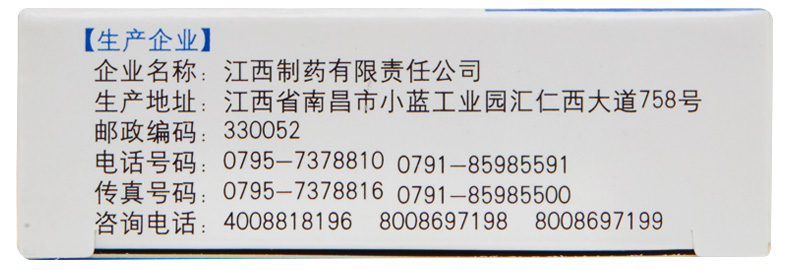 【生产企业】
企业名称：江西制药有限责任公司
生产地址：江西省南昌市小蓝工业园汇仁西大道758号
邮政编码：330052
电话号码：0795-7378810 0791-85985591
传真号码：0795-7378816 0791-85985500
咨询电话：4008818196 8008697198 8008697199